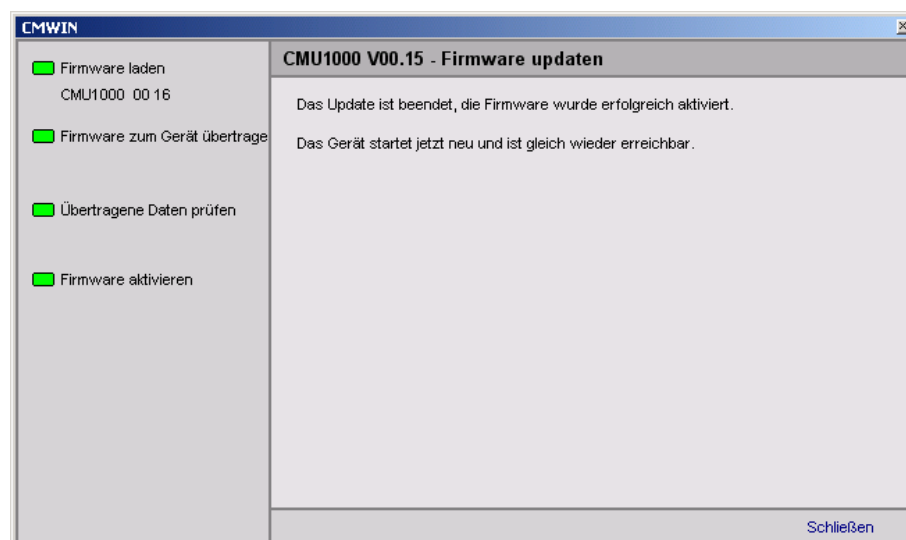 CMWIN
Firmware laden
CMU1000 00 16
Firmware zum Gerät übertrage
Übertragene Daten prüfen
Firmware aktivieren
CMU1000 V00.15 - Firmware updaten
Das Update ist beendet, die Firmware wurde erfolgreich aktiviert.
Das Gerät startet jetzt neu und ist gleich wieder erreichbar.
Schließen